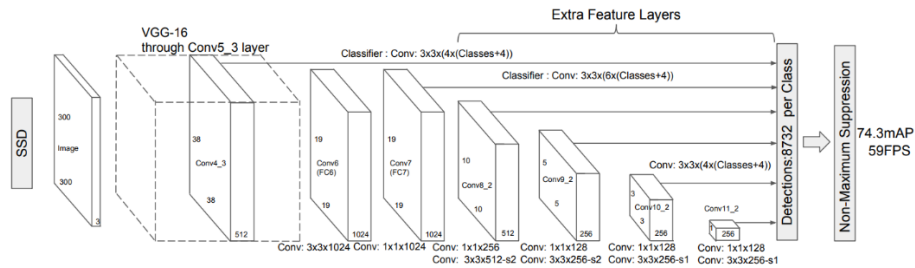 Extra Feature Layers
VGG-16
through Conv5_3 layer
Classifier : Conv: 3x3x(4x(Classes+4))
Classifier : Conv: 3x3x(6x(Classes+4))
SSD
300
Image
300
3
38
Conv4_3
38
512
19
Conv6
(FC6)
19
1024
19
Conv7
(FC7)
19
1024
10
Conv8_2
10
512
5
Conv9_2
5
256
Conv: 3x3x(4x(Classes+4))
3
Conv10_2
3
256
Conv11_2
1
256
Detections:8732 per Class
Non-Maximum Suppression
74.3mAP
59FPS
Conv: 3x3x1024
Conv: 1x1x1024
Conv: 1x1x256
Conv: 3x3x512-s2
Conv: 1x1x128
Conv: 3x3x256-s2
Conv: 1x1x128
Conv: 3x3x256-s1
Conv: 1x1x128
Conv: 3x3x256-s1